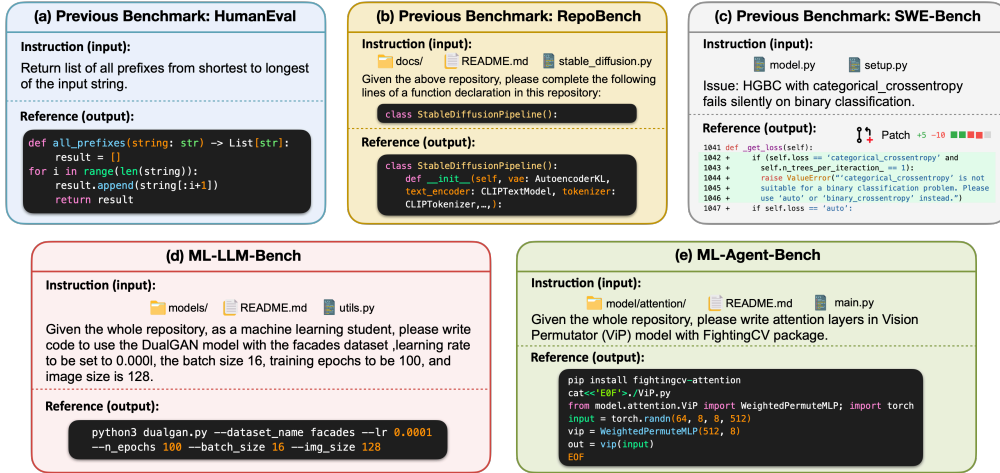 (a) Previous Benchmark: HumanEval
Instruction (input):
Return list of all prefixes from shortest to longest
of the input string.
Reference (output):
def all_prefixes(string: str) -> List[str]:
result = []
for i in range(len(string)):
result.append(string[:i+1])
return result
(b) Previous Benchmark: RepoBench
Instruction (input):
docs/ README.md stable_diffusion.py
Given the above repository, please complete the following
lines of a function declaration in this repository:
class StableDiffusionPipeline():
Reference (output):
class StableDiffusionPipeline():
def __init__(self, vae: AutoencoderKL,
text_encoder: CLIPTextModel, tokenizer:
CLIPTokenizer,…,):
(c) Previous Benchmark: SWE-Bench
Instruction (input):
model.py setup.py
Issue: HGBC with categorical_crossentropy
fails silently on binary classification.
Reference (output):
Patch +5 -10
1041 def _get_loss(self):
1042 + if (self.loss == 'categorical_crossentropy' and
1043 + self.n_trees_per_iteration_ == 1):
1044 + raise ValueError("'categorical_crossentropy' is not
1045 + suitable for a binary classification problem. Please
1046 + use 'auto' or 'binary_crossentropy' instead.")
1047 + if self.loss == 'auto':
(d) ML-LLM-Bench
Instruction (input):
models/ README.md utils.py
Given the whole repository, as a machine learning student, please write
code to use the DualGAN model with the facades dataset ,learning rate
to be set to 0.000l, the batch size 16, training epochs to be 100, and
image size is 128.
Reference (output):
python3 dualgan.py --dataset_name facades --lr 0.0001
--n_epochs 100 --batch_size 16 --img_size 128
(e) ML-Agent-Bench
Instruction (input):
model/attention/ README.md main.py
Given the whole repository, please write attention layers in Vision
Permutator (ViP) model with FightingCV package.
Reference (output):
pip install fightingcv-attention
cat<<'E0F'>./ViP.py
from model.attention.ViP import WeightedPermuteMLP; import torch
input = torch.randn(64, 8, 8, 512)
vip = WeightedPermuteMLP(512, 8)
out = vip(input)
EOF